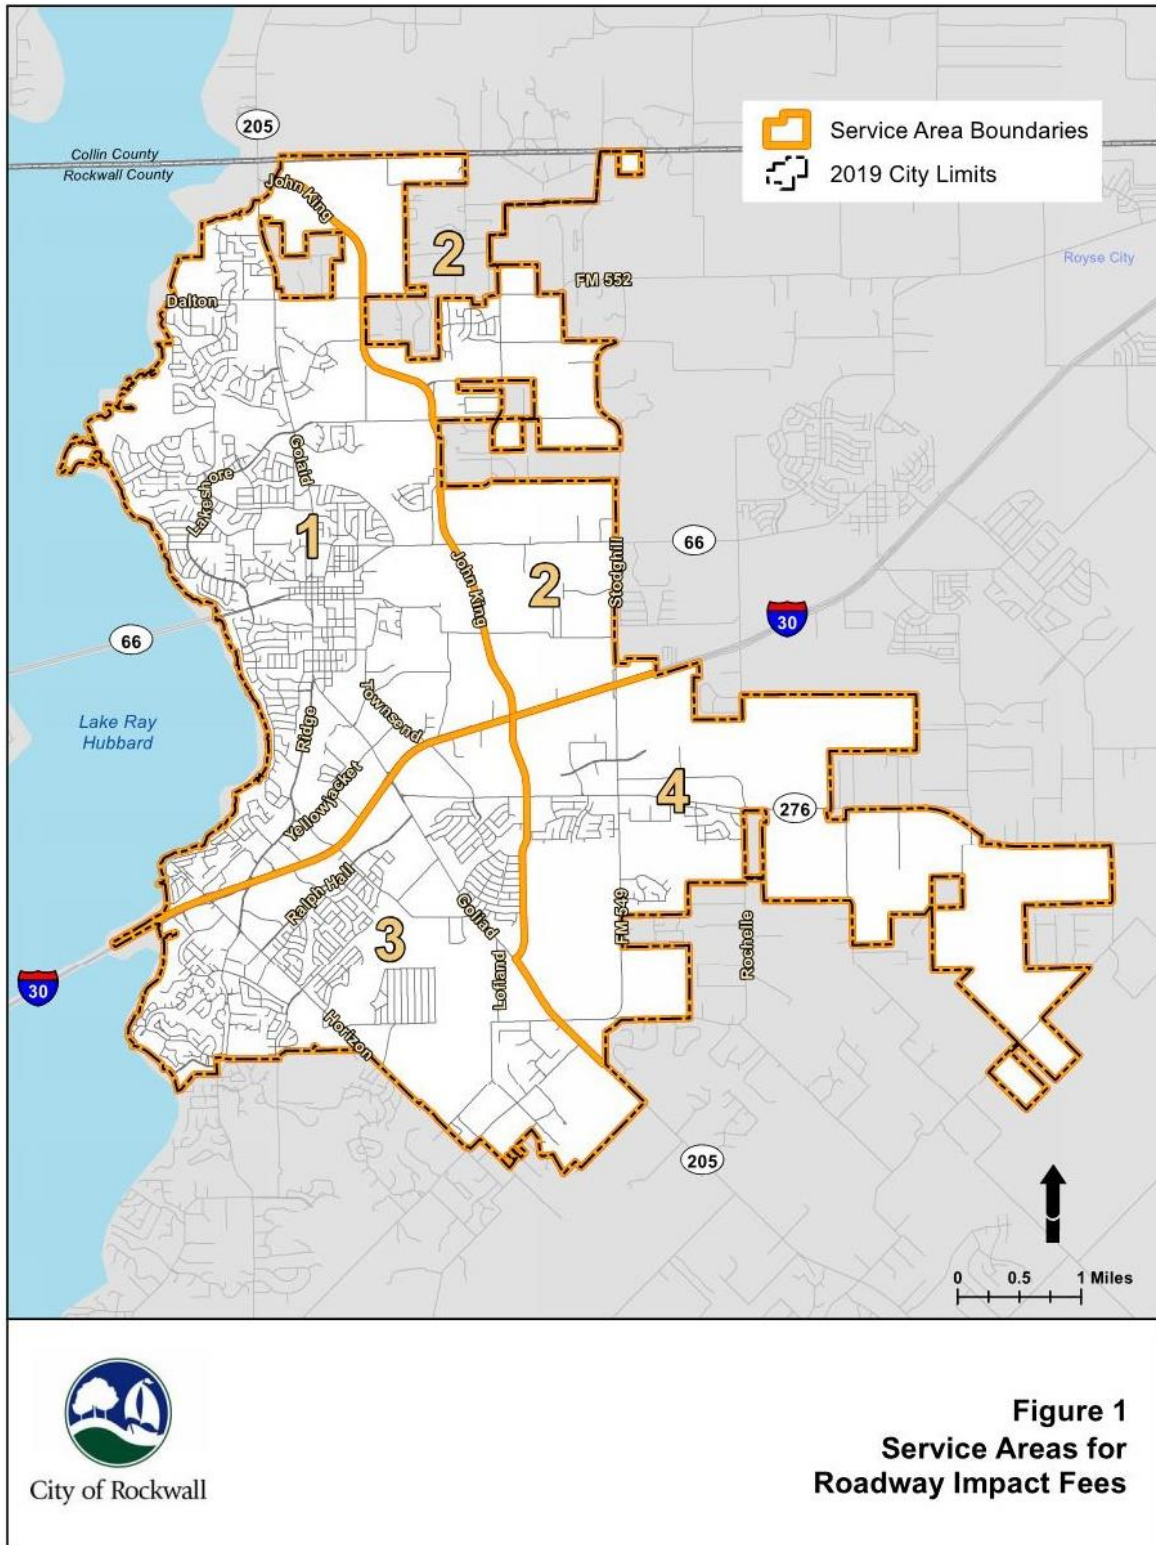 205
Service Area Boundaries
2019 City Limits
Collin County
Rockwall County
John King
2
Royse City
FM 552
Dalton
Golaid
Lakeshore
1
66
John King
2
Stodghill
30
66
Lake Ray
Hubbard
Ridge
Townsend
Yellowjacket
4
276
Ralph Hall
Goliad
FM 549
3
Rochelle
Lofland
30
Horizon
205
0 0.5 1 Miles
City of Rockwall
Figure 1
Service Areas for
Roadway Impact Fees